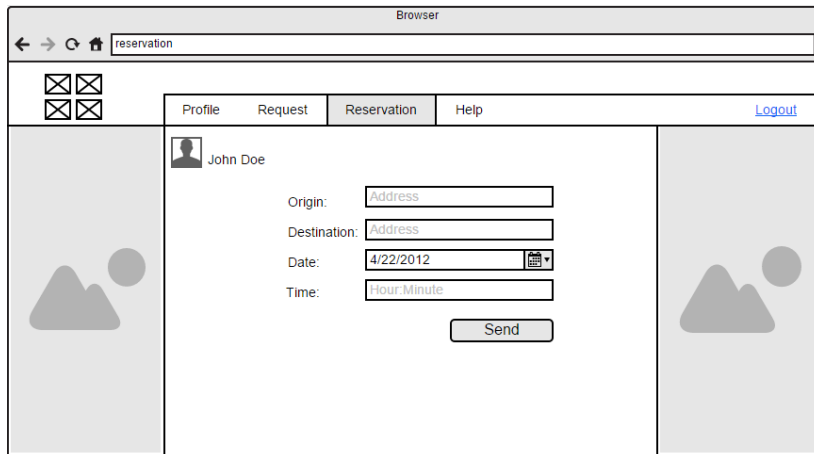 Browser
reservation
Profile Request Reservation Help Logout
John Doe
Origin: Address
Destination: Address
Date: 4/22/2012
Time: Hour:Minute
Send